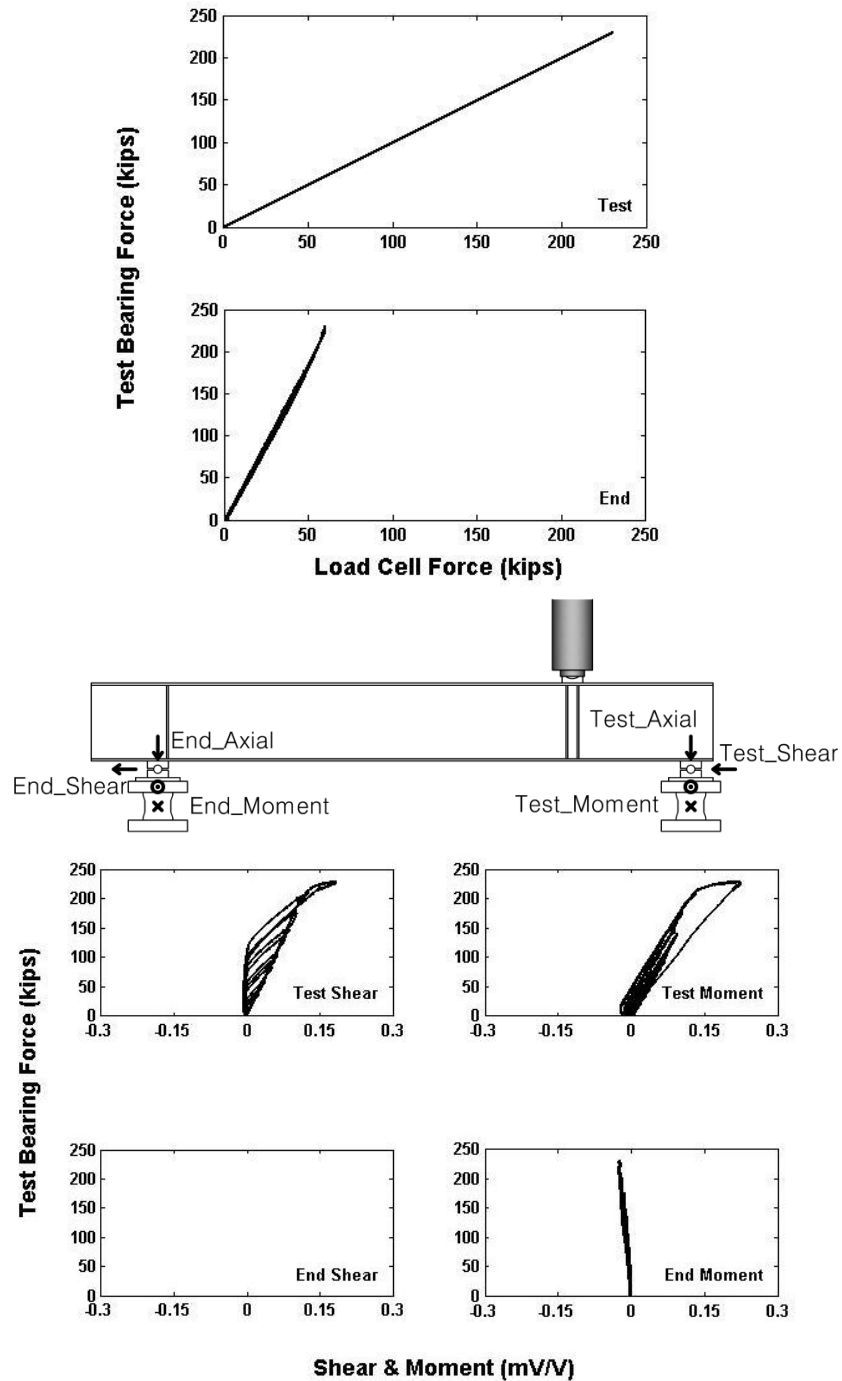 Test Bearing Force (kips)
250
200
150
100
50
0
Test
0 50 100 150 200 250
250
200
150
100
50
0
End
0 50 100 150 200 250
Load Cell Force (kips)
End_Axial
Test_Axial
End_Shear
Test_Shear
End_Moment
Test_Moment
Test Bearing Force (kips)
250
200
150
100
50
0
Test Shear
-0.3 -0.15 0 0.15 0.3
250
200
150
100
50
0
Test Moment
-0.3 -0.15 0 0.15 0.3
250
200
150
100
50
0
End Shear
-0.3 -0.15 0 0.15 0.3
250
200
150
100
50
0
End Moment
-0.3 -0.15 0 0.15 0.3
Shear & Moment (mV/V)